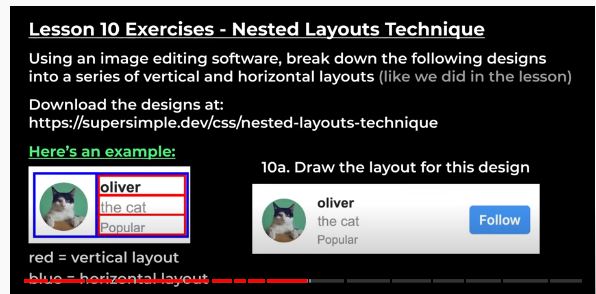 Lesson 10 Exercises - Nested Layouts Technique
Using an image editing software, break down the following designs
into a series of vertical and horizontal layouts (like we did in the lesson)
Download the designs at:
https://supersimple.dev/css/nested-layouts-technique
Here's an example:
oliver
the cat
Popular
red = vertical layout
blue = horizontal layout
10a. Draw the layout for this design
oliver
the cat
Popular
Follow